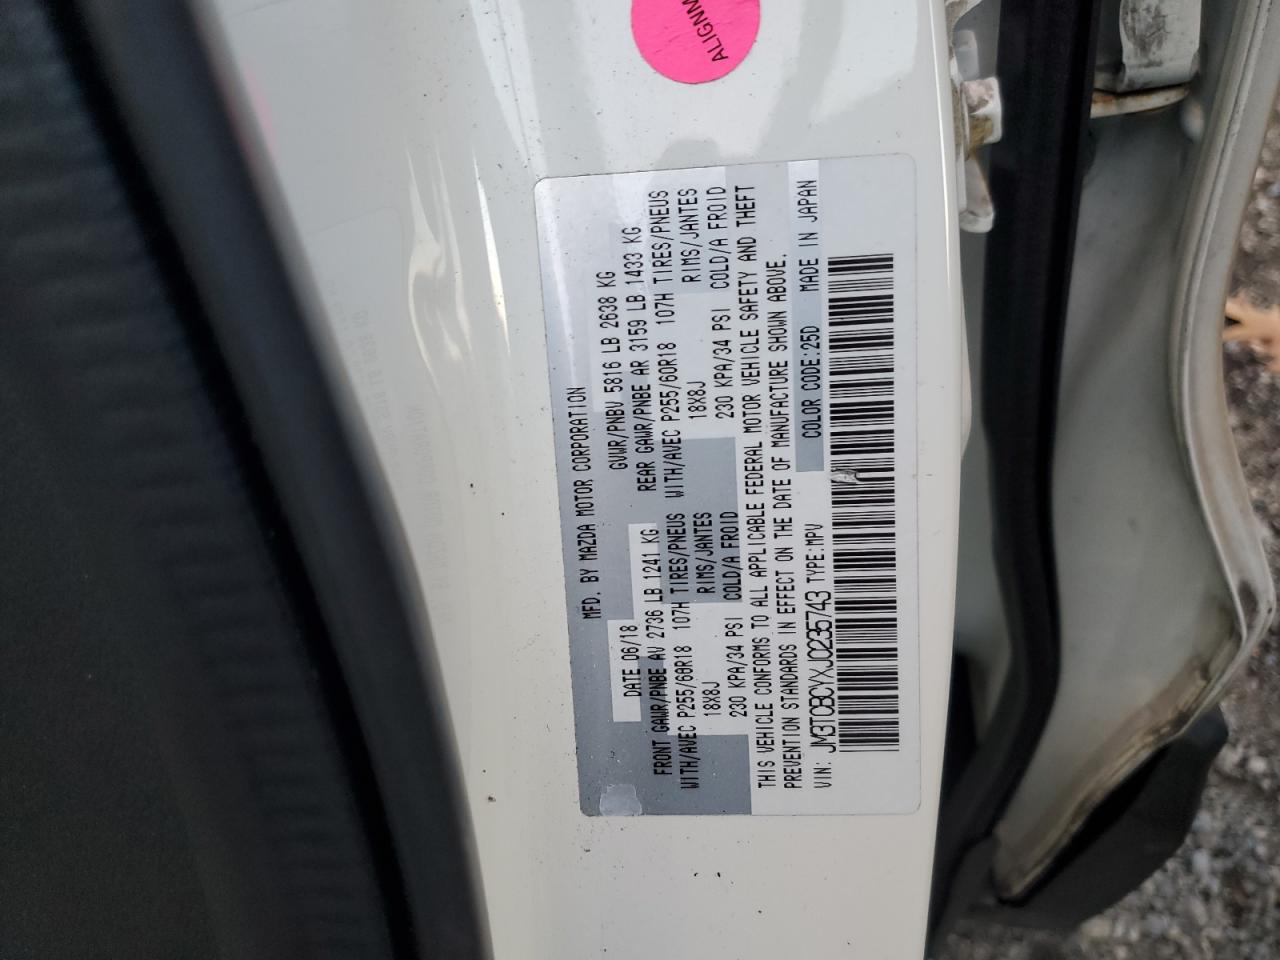 ALIGNM
MFD. BY MAZDA MOTOR CORPORATION
DATE 06/18 GVWR/PNBV 5816 LB 2638 KG
FRONT GAWR/PNBE AV 2736 LB 1241 KG REAR GAWR/PNBE AR 3159 LB 1433 KG
WITH/AVEC P255/60R18 107H TIRES/PNEUS WITH/AVEC P255/60R18 107H TIRES/PNEUS
18X8J RIMS/JANTES 18X8J RIMS/JANTES
230 KPA/34 PSI COLD/A FROID 230 KPA/34 PSI COLD/A FROID
THIS VEHICLE CONFORMS TO ALL APPLICABLE FEDERAL MOTOR VEHICLE SAFETY AND THEFT
PREVENTION STANDARDS IN EFFECT ON THE DATE OF MANUFACTURE SHOWN ABOVE.
COLOR CODE:25D MADE IN JAPAN
VIN: JM3TCBCYXJ0235743 TYPE:MPV